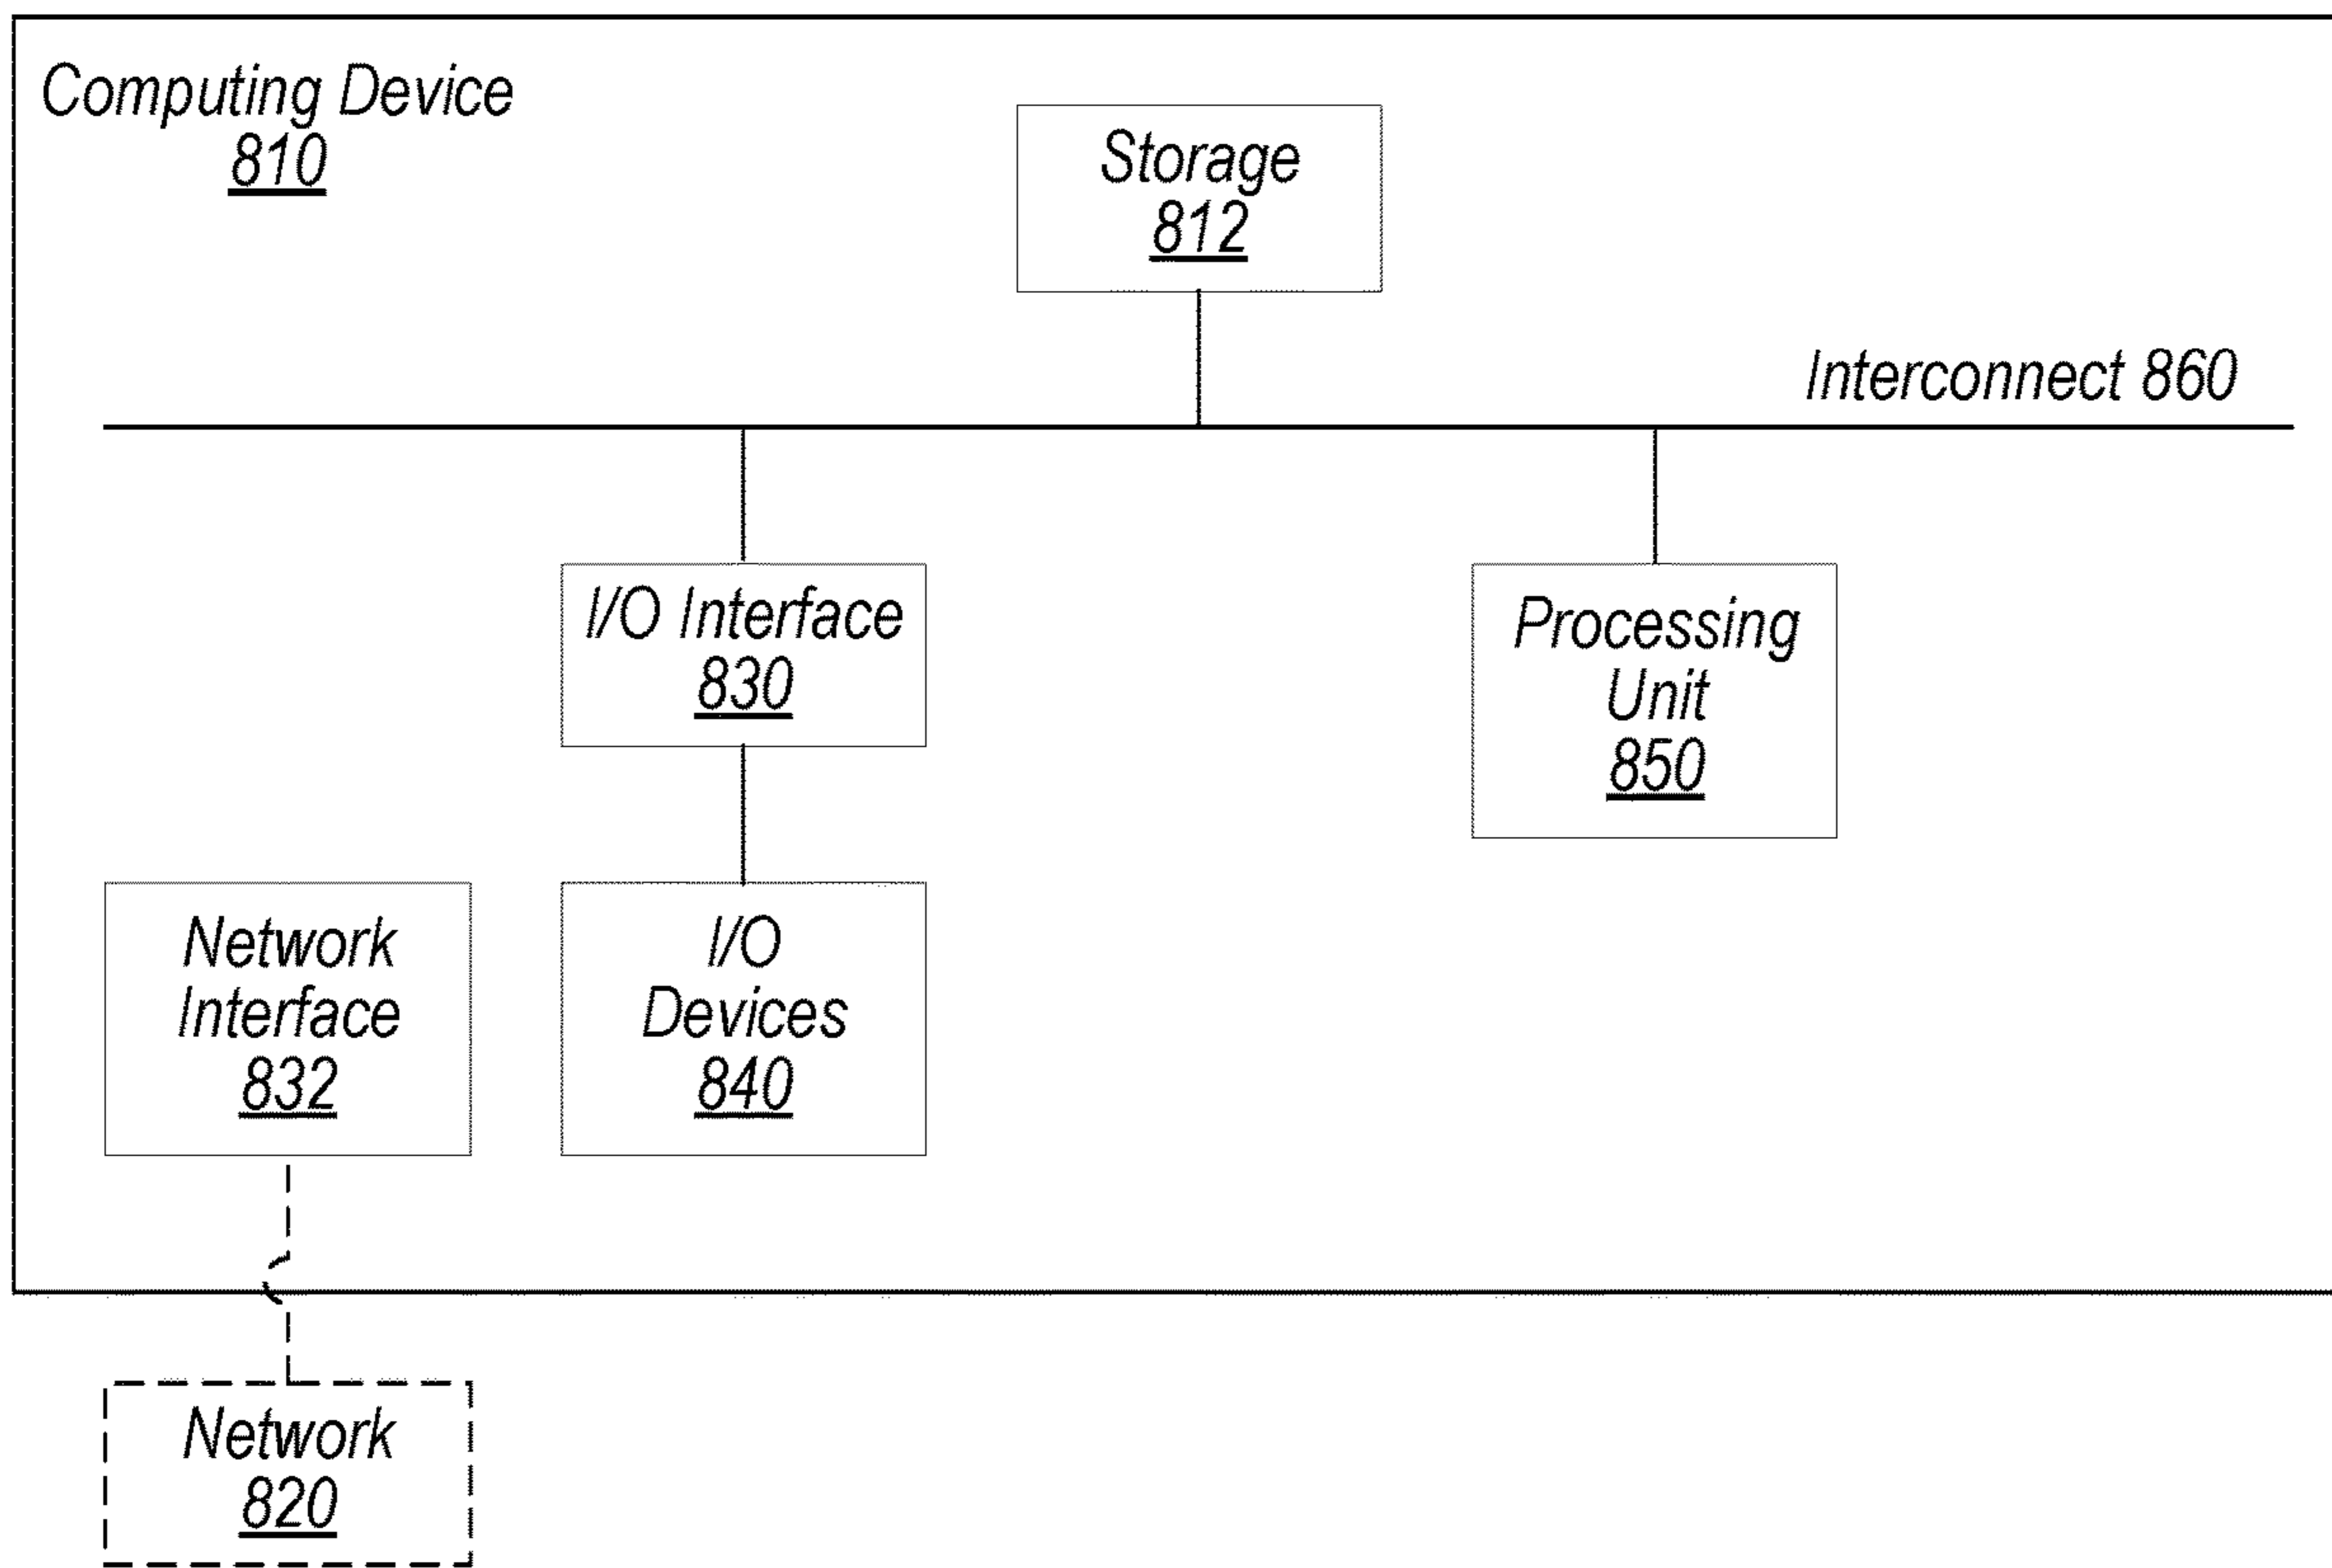 Computing Device
810
Storage
812
Interconnect 860
I/O Interface
830
Processing
Unit
850
Network
Interface
832
I/O
Devices
840
Network
820